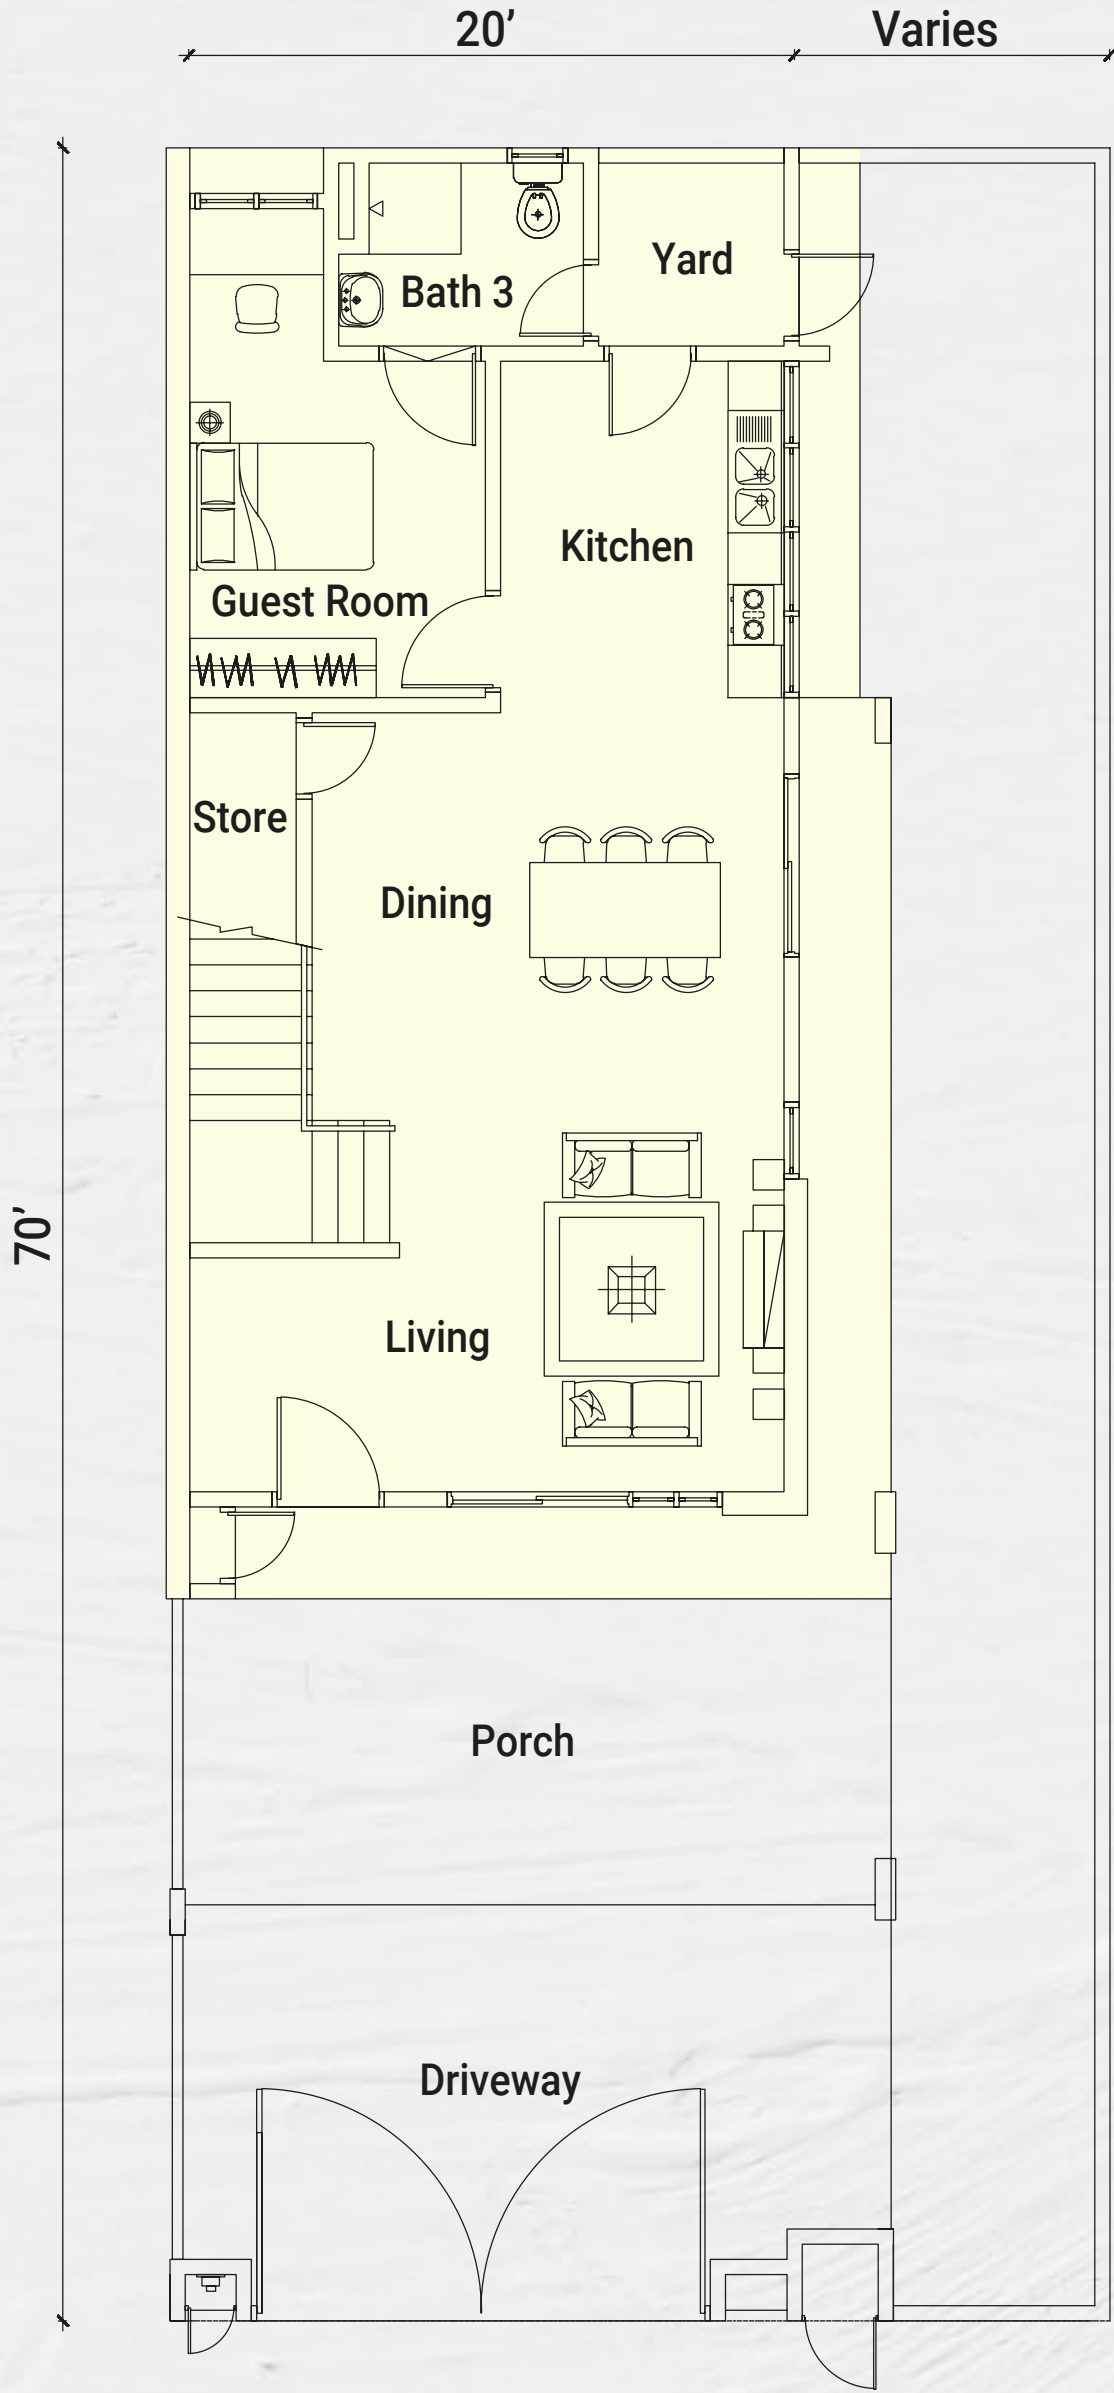 20’
Varies
Yard
Bath 3
Kitchen
Guest Room
Store
Dining
70’
Living
Porch
Driveway